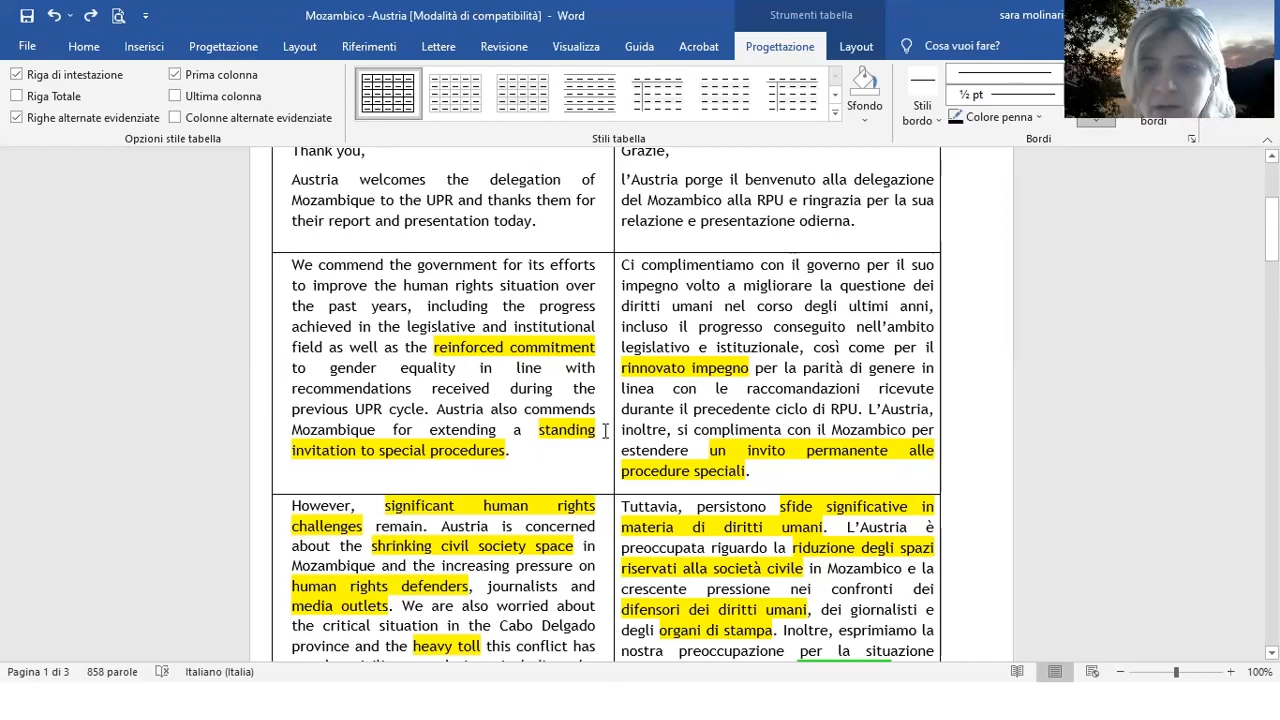 Mozambico -Austria [Modalità di compatibilità] - Word
Strumenti tabella
sara molinari
File
Home
Inserisci
Progettazione
Layout
Riferimenti
Lettere
Revisione
Visualizza
Guida
Acrobat
Progettazione
Layout
Cosa vuoi fare?
Riga di intestazione
Prima colonna
Riga Totale
Ultima colonna
Righe alternate evidenziate
Colonne alternate evidenziate
Opzioni stile tabella
Stili tabella
Sfondo
Stili
bordo
½ pt
Colore penna
bordi
Bordi
Thank you,
Austria welcomes the delegation of
Mozambique to the UPR and thanks them for
their report and presentation today.
Grazie,
l'Austria porge il benvenuto alla delegazione
del Mozambico alla RPU e ringrazia per la sua
relazione e presentazione odierna.
We commend the government for its efforts
to improve the human rights situation over
the past years, including the progress
achieved in the legislative and institutional
field as well as the reinforced commitment
to gender equality in line with
recommendations received during the
previous UPR cycle. Austria also commends
Mozambique for extending a standing
invitation to special procedures.
Ci complimentiamo con il governo per il suo
impegno volto a migliorare la questione dei
diritti umani nel corso degli ultimi anni,
incluso il progresso conseguito nell'ambito
legislativo e istituzionale, così come per il
rinnovato impegno per la parità di genere in
linea con le raccomandazioni ricevute
durante il precedente ciclo di RPU. L'Austria,
inoltre, si complimenta con il Mozambico per
estendere un invito permanente alle
procedure speciali.
However, significant human rights
challenges remain. Austria is concerned
about the shrinking civil society space in
Mozambique and the increasing pressure on
human rights defenders, journalists and
media outlets. We are also worried about
the critical situation in the Cabo Delgado
province and the heavy toll this conflict has
Tuttavia, persistono sfide significative in
materia di diritti umani. L'Austria è
preoccupata riguardo la riduzione degli spazi
riservati alla società civile in Mozambico e la
crescente pressione nei confronti dei
difensori dei diritti umani, dei giornalisti e
degli organi di stampa. Inoltre, esprimiamo la
nostra preoccupazione per la situazione
Pagina 1 di 3
858 parole
Italiano (Italia)
100%